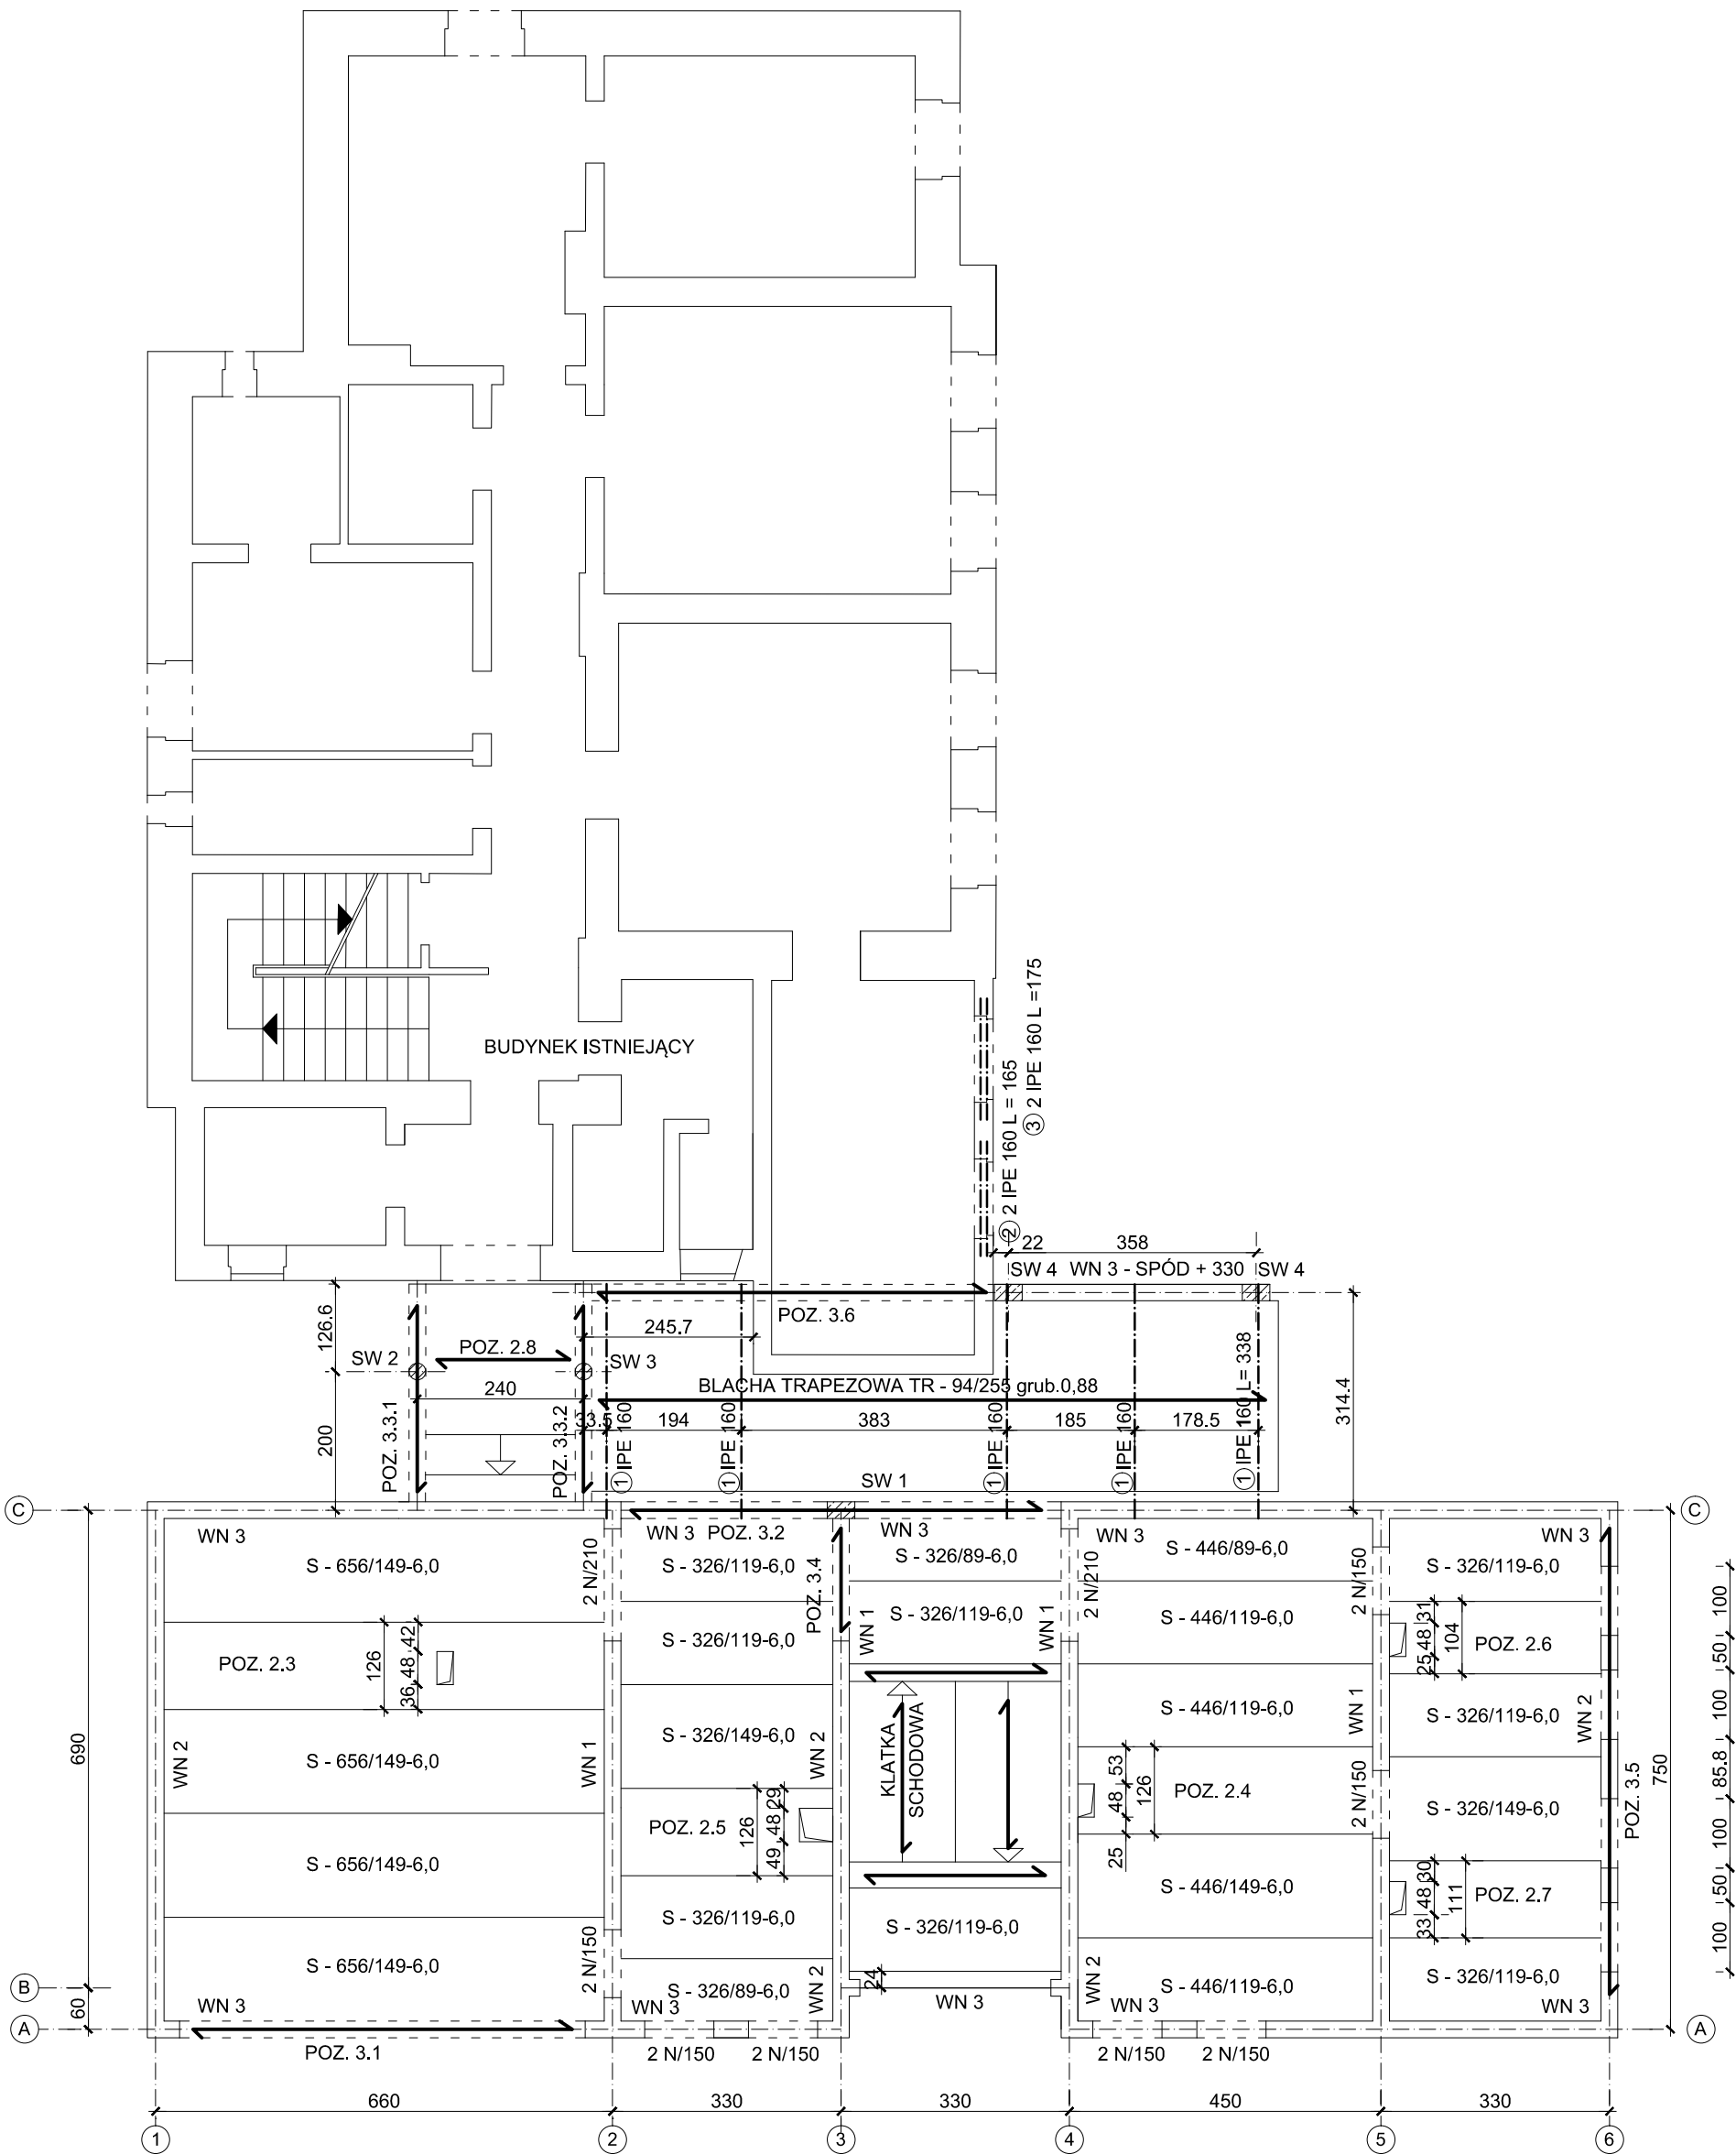 BUDYNEK ISTNIEJĄCY
3 2 IPE 160 L =175
2 2 IPE 160 L = 165
22
358
SW 4
WN 3 - SPÓD + 330
SW 4
POZ. 3.6
126.6
245.7
SW 2
POZ. 2.8
SW 3
BLACHA TRAPEZOWA TR - 94/255 grub.0,88
240
33.5
194
383
185
178.5
314.4
200
POZ. 3.3.1
POZ. 3.3.2
1 IPE 160
1 IPE 160
1 IPE 160
1 IPE 160
1 IPE 160 L= 338
SW 1
C
C
WN 3
WN 3
POZ. 3.2
WN 3
WN 3
WN 3
S - 656/149-6,0
2 N/210
S - 326/119-6,0
POZ. 3.4
S - 326/89-6,0
2 N/210
S - 446/89-6,0
2 N/150
S - 326/119-6,0
100
S - 326/119-6,0
WN 1
S - 326/119-6,0
WN 1
S - 446/119-6,0
31
48
25
104
POZ. 2.6
50
POZ. 2.3
126
42
48
36
S - 446/119-6,0
WN 1
S - 326/119-6,0
WN 2
100
690
WN 2
S - 656/149-6,0
WN 1
S - 326/149-6,0
WN 2
KLATKA
SCHODOWA
53
48
25
126
POZ. 2.4
2 N/150
POZ. 3.5
750
85.8
POZ. 2.5
126
29
48
49
S - 326/149-6,0
100
S - 656/149-6,0
S - 446/149-6,0
30
48
33
111
POZ. 2.7
50
S - 326/119-6,0
S - 326/119-6,0
100
S - 656/149-6,0
2 N/150
S - 326/89-6,0
WN 2
24
WN 2
S - 446/119-6,0
S - 326/119-6,0
B
60
WN 3
WN 3
WN 3
WN 3
WN 3
A
A
POZ. 3.1
2 N/150
2 N/150
2 N/150
2 N/150
660
330
330
450
330
1
2
3
4
5
6